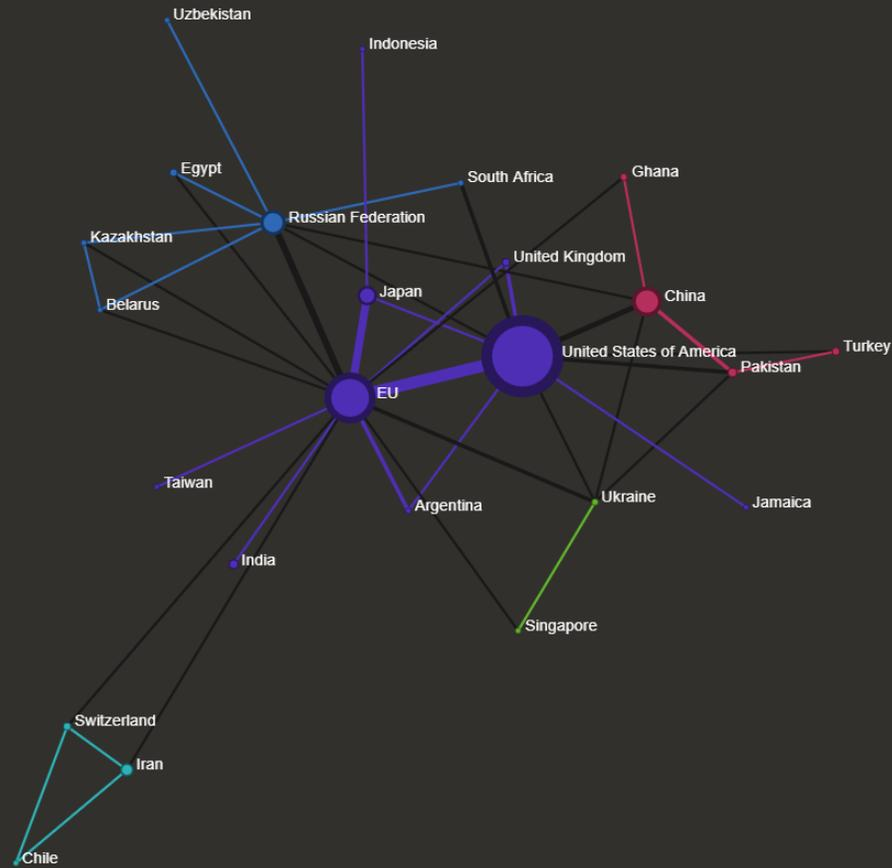 Uzbekistan
Indonesia
Egypt
South Africa
Ghana
Russian Federation
Kazakhstan
United Kingdom
Japan
China
Belarus
United States of America
Turkey
Pakistan
EU
Taiwan
Argentina
Ukraine
Jamaica
India
Singapore
Switzerland
Iran
Chile